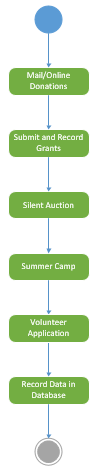 Mail/Online
Donations
Submit and Record
Grants
Silent Auction
Summer Camp
Volunteer
Application
Record Data in
Database